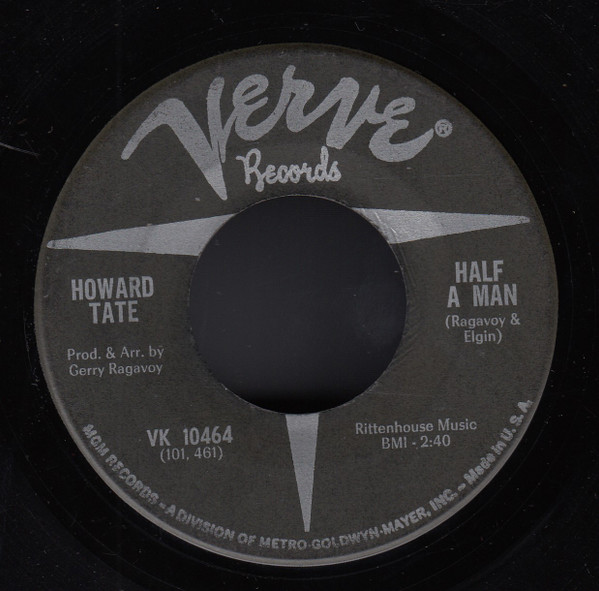 Verve®
Records
HOWARD
TATE
Prod. & Arr. by
Gerry Ragavoy
HALF
A MAN
(Ragavoy &
Elgin)
VK 10464
(101, 461)
Rittenhouse Music
BMI - 2:40
MGM RECORDS - A DIVISION OF METRO-GOLDWYN-MAYER, INC. - Made in U.S.A.